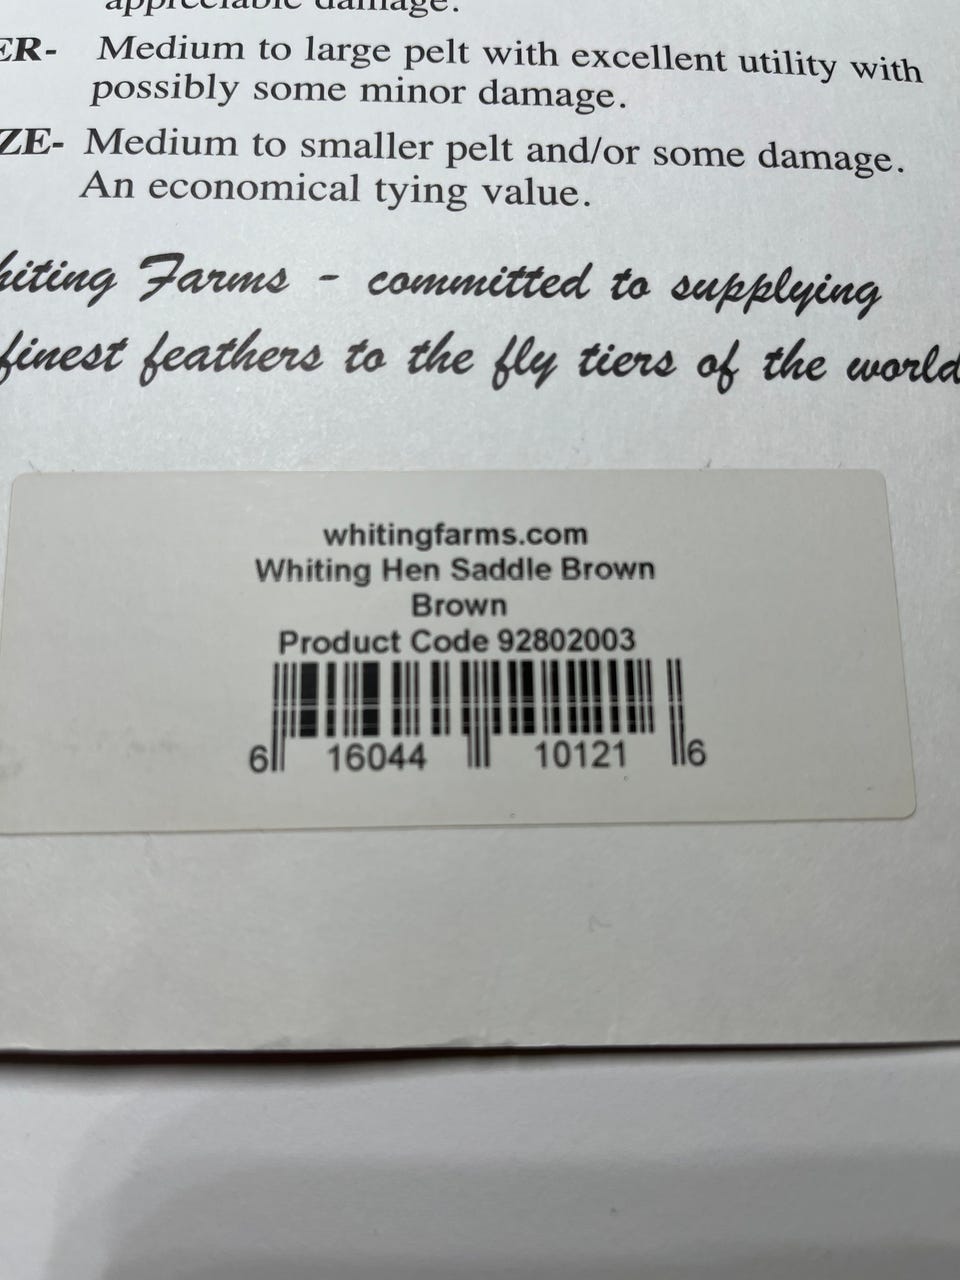 appreciable damage.
ER- Medium to large pelt with excellent utility with
possibly some minor damage.
ZE- Medium to smaller pelt and/or some damage.
An economical tying value.
hiting Farms - committed to supplying
finest feathers to the fly tiers of the world
whitingfarms.com
Whiting Hen Saddle Brown
Brown
Product Code 92802003
6 16044 10121 6